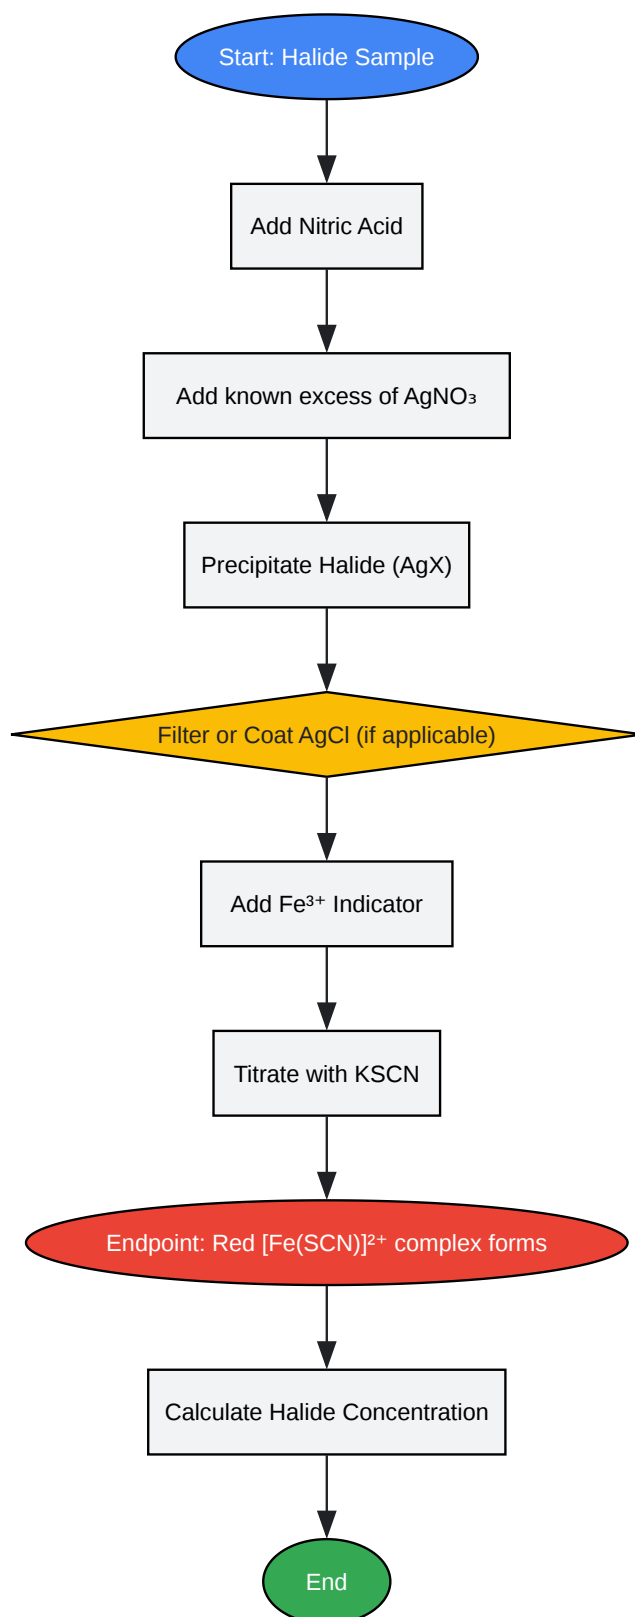 Start: Halide Sample
Add Nitric Acid
Add known excess of AgNO₃
Precipitate Halide (AgX)
Filter or Coat AgCl (if applicable)
Add Fe³⁺ Indicator
Titrate with KSCN
Endpoint: Red [Fe(SCN)]²⁺ complex forms
Calculate Halide Concentration
End